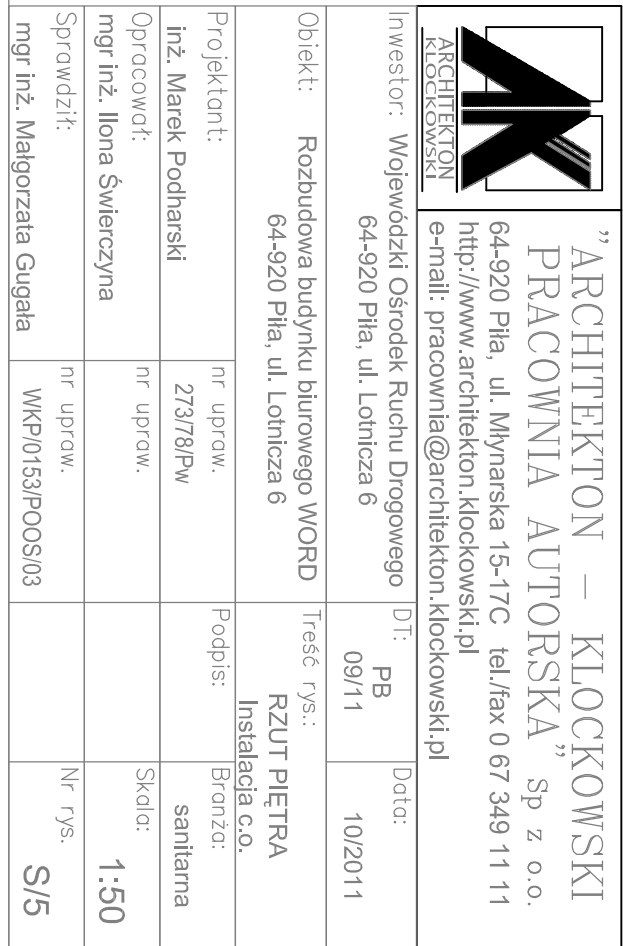 ARCHITEKTON
KLOCKOWSKI
"ARCHITEKTON – KLOCKOWSKI
PRACOWNIA AUTORSKA" Sp z o.o.
64-920 Piła, ul. Młynarska 15-17C tel./fax 0 67 349 11 11
http://www.architekton.klockowski.pl
e-mail: pracownia@architekton.klockowski.pl
Inwestor: Wojewódzki Ośrodek Ruchu Drogowego
64-920 Piła, ul. Lotnicza 6
DT:
PB
09/11
Data:
10/2011
Obiekt: Rozbudowa budynku biurowego WORD
64-920 Piła, ul. Lotnicza 6
Treść rys.:
RZUT PIĘTRA
Instalacja c.o.
Projektant:
inż. Marek Podharski
nr upraw.
273/78/Pw
Podpis:
Branża:
sanitarna
Opracował:
mgr inż. Ilona Świerczyna
nr upraw.
Skala:
1:50
Sprawdził:
mgr inż. Małgorzata Gugała
nr upraw.
WKP/0153/POOS/03
Nr rys.
S/5